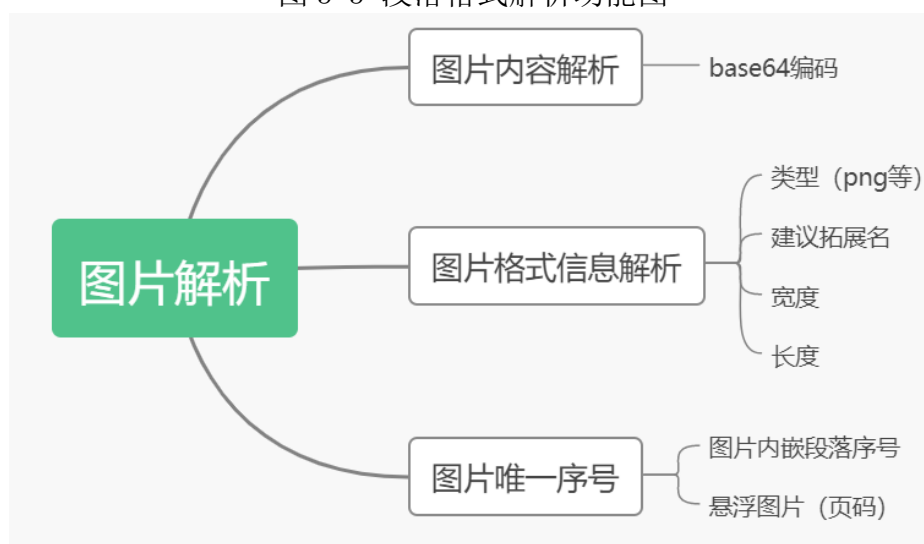 图片解析
图片内容解析
base64编码
图片格式信息解析
类型（png等）
建议拓展名
宽度
长度
图片唯一序号
图片内嵌段落序号
悬浮图片（页码）